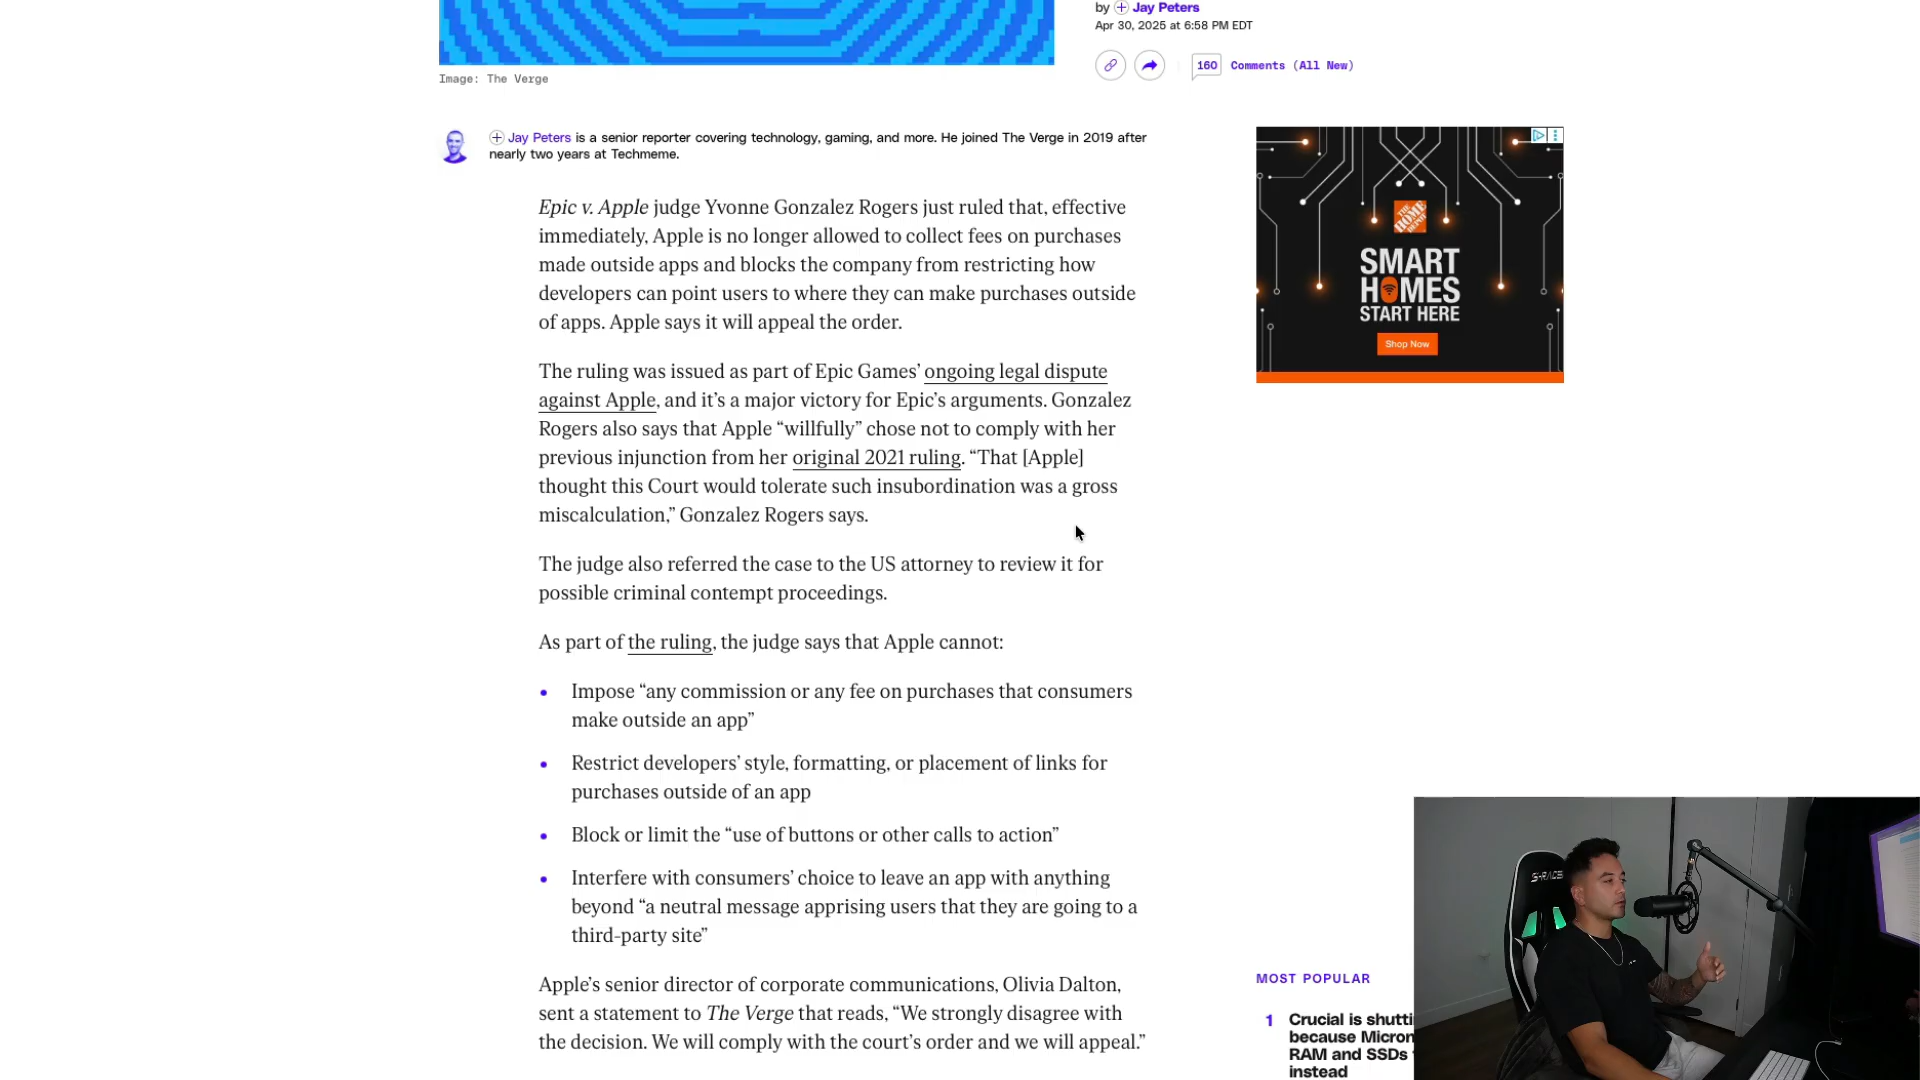 by Jay Peters
Apr 30, 2025 at 6:58 PM EDT
160 Comments (All New)
Image: The Verge
Jay Peters is a senior reporter covering technology, gaming, and more. He joined The Verge in 2019 after
nearly two years at Techmeme.
Epic v. Apple judge Yvonne Gonzalez Rogers just ruled that, effective
immediately, Apple is no longer allowed to collect fees on purchases
made outside apps and blocks the company from restricting how
developers can point users to where they can make purchases outside
of apps. Apple says it will appeal the order.
The ruling was issued as part of Epic Games’ ongoing legal dispute
against Apple, and it’s a major victory for Epic’s arguments. Gonzalez
Rogers also says that Apple “willfully” chose not to comply with her
previous injunction from her original 2021 ruling. “That [Apple]
thought this Court would tolerate such insubordination was a gross
miscalculation,” Gonzalez Rogers says.
The judge also referred the case to the US attorney to review it for
possible criminal contempt proceedings.
As part of the ruling, the judge says that Apple cannot:
• Impose “any commission or any fee on purchases that consumers
make outside an app”
• Restrict developers’ style, formatting, or placement of links for
purchases outside of an app
• Block or limit the “use of buttons or other calls to action”
• Interfere with consumers’ choice to leave an app with anything
beyond “a neutral message apprising users that they are going to a
third-party site”
Apple’s senior director of corporate communications, Olivia Dalton,
sent a statement to The Verge that reads, “We strongly disagree with
the decision. We will comply with the court’s order and we will appeal.”
THE HOME DEPOT
SMART
HOMES
START HERE
Shop Now
MOST POPULAR
1 Crucial is shutti
because Micron
RAM and SSDs
instead